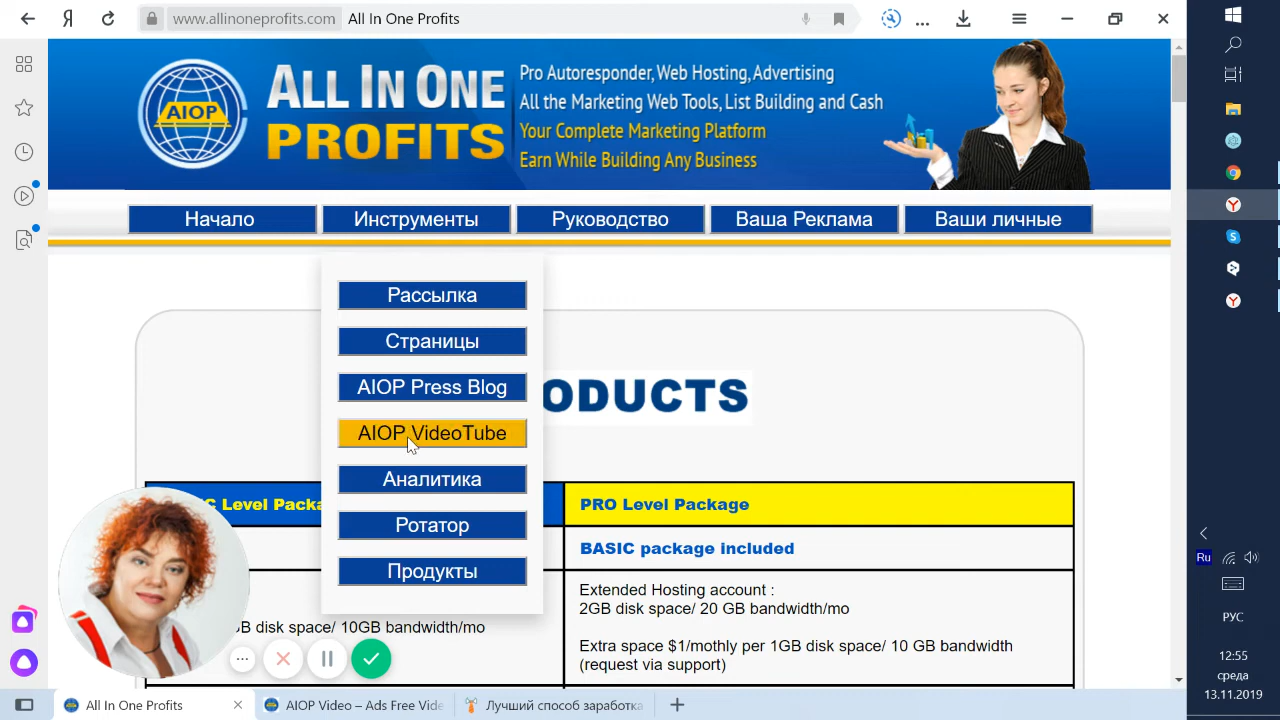 www.allinoneprofits.com All In One Profits
AIOP
ALL IN ONE
PROFITS
Pro Autoresponder, Web Hosting, Advertising
All the Marketing Web Tools, List Building and Cash
Your Complete Marketing Platform
Earn While Building Any Business
Начало
Инструменты
Руководство
Ваша Реклама
Ваши личные
Рассылка
Страницы
AIOP Press Blog
AIOP VideoTube
Аналитика
Ротатор
Продукты
ODUCTS
C Level Packa
PRO Level Package
BASIC package included
Extended Hosting account :
2GB disk space/ 20 GB bandwidth/mo
B disk space/ 10GB bandwidth/mo
Extra space $1/mothly per 1GB disk space/ 10 GB bandwidth
(request via support)
All In One Profits
AIOP Video – Ads Free Vide
Лучший способ заработка
Ru
РУС
12:55
среда
13.11.2019